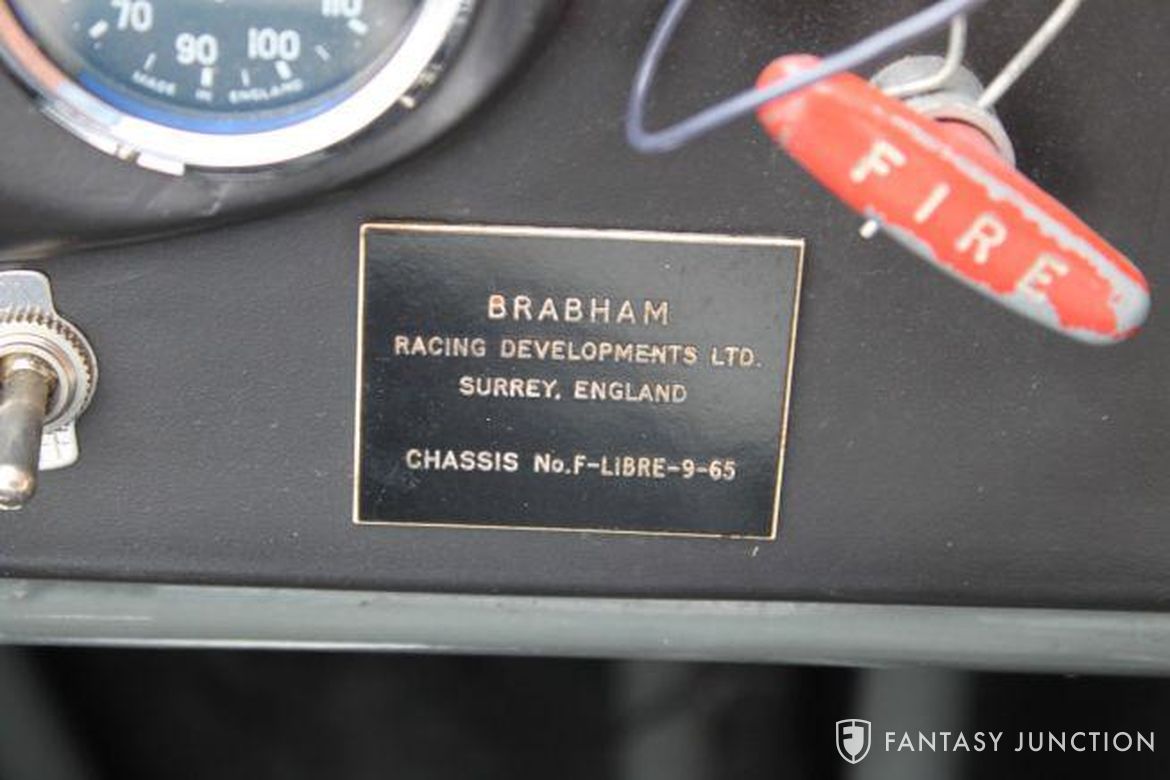 70
90
100
110
MADE IN ENGLAND
FIRE
BRABHAM
RACING DEVELOPMENTS LTD.
SURREY, ENGLAND
CHASSIS No.F-LIBRE-9-65
FANTASY JUNCTION